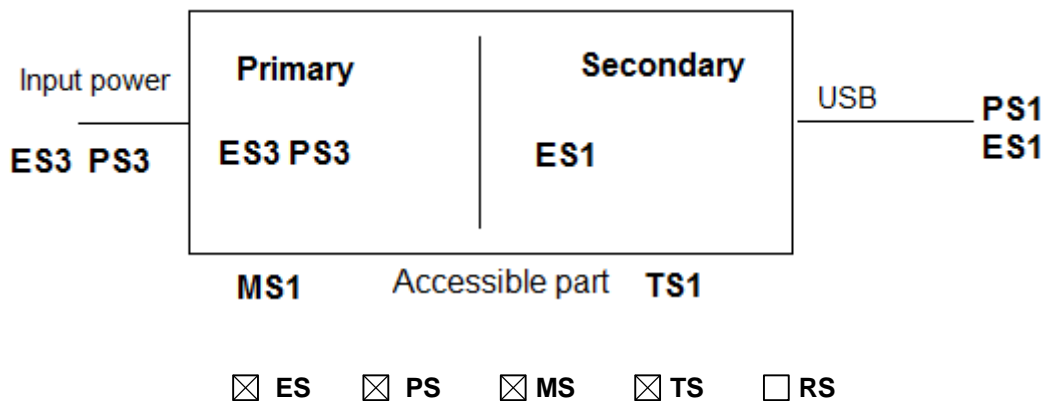 Primary
Secondary
Input power
USB
PS1
ES3 PS3
ES3 PS3
ES1
ES1
MS1 Accessible part TS1
☒ ES ☒ PS ☒ MS ☒ TS ☐ RS